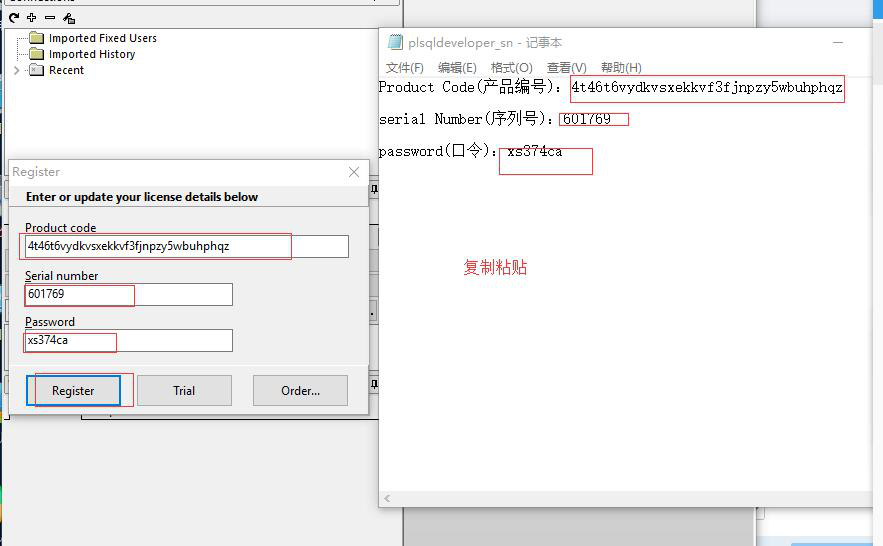 Imported Fixed Users
Imported History
Recent
plsqldeveloper_sn - 记事本
文件(F) 编辑(E) 格式(O) 查看(V) 帮助(H)
Product Code(产品编号): 4t46t6vydkvsxekkvf3fjnpzy5wbuhphqz
serial Number(序列号): 601769
password(口令): xs374ca
复制粘贴
Register
Enter or update your license details below
Product code
4t46t6vydkvsxekkvf3fjnpzy5wbuhphqz
Serial number
601769
Password
xs374ca
Register
Trial
Order...